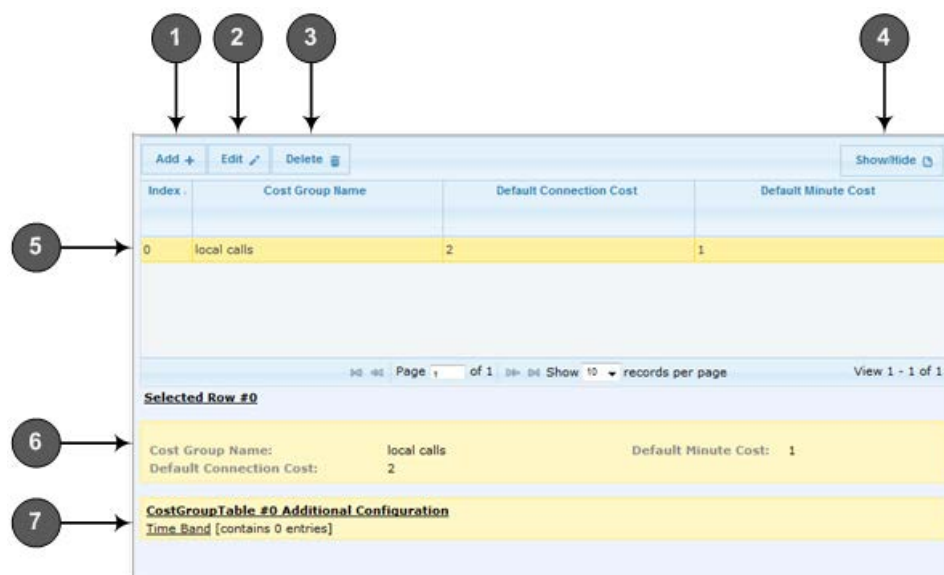 1 2 3 4
Add Edit Delete Show/Hide
Index Cost Group Name Default Connection Cost Default Minute Cost
5 0 local calls 2 1
Page 1 of 1 Show 10 records per page View 1 - 1 of 1
Selected Row #0
6 Cost Group Name: local calls Default Minute Cost: 1
Default Connection Cost: 2
7 CostGroupTable #0 Additional Configuration
Time Band [contains 0 entries]